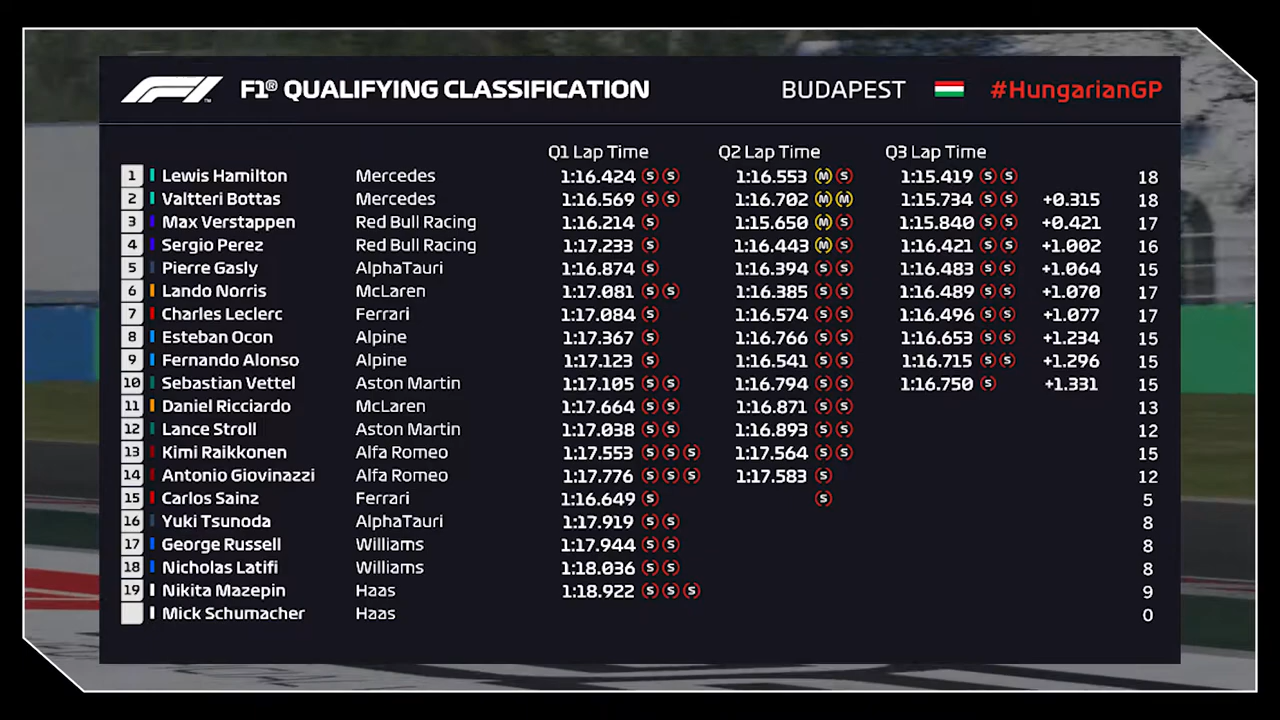 F1 F1® QUALIFYING CLASSIFICATION BUDAPEST #HungarianGP
Q1 Lap Time Q2 Lap Time Q3 Lap Time
1 Lewis Hamilton Mercedes 1:16.424 S S 1:16.553 M S 1:15.419 S S 18
2 Valtteri Bottas Mercedes 1:16.569 S S 1:16.702 M M 1:15.734 S S +0.315 18
3 Max Verstappen Red Bull Racing 1:16.214 S 1:15.650 M S 1:15.840 S S +0.421 17
4 Sergio Perez Red Bull Racing 1:17.233 S 1:16.443 M S 1:16.421 S S +1.002 16
5 Pierre Gasly AlphaTauri 1:16.874 S 1:16.394 S S 1:16.483 S S +1.064 15
6 Lando Norris McLaren 1:17.081 S S 1:16.385 S S 1:16.489 S S +1.070 17
7 Charles Leclerc Ferrari 1:17.084 S 1:16.574 S S 1:16.496 S S +1.077 17
8 Esteban Ocon Alpine 1:17.367 S 1:16.766 S S 1:16.653 S S +1.234 15
9 Fernando Alonso Alpine 1:17.123 S 1:16.541 S S 1:16.715 S S +1.296 15
10 Sebastian Vettel Aston Martin 1:17.105 S S 1:16.794 S S 1:16.750 S +1.331 15
11 Daniel Ricciardo McLaren 1:17.664 S S 1:16.871 S S 13
12 Lance Stroll Aston Martin 1:17.038 S S 1:16.893 S S 12
13 Kimi Raikkonen Alfa Romeo 1:17.553 S S S 1:17.564 S S 15
14 Antonio Giovinazzi Alfa Romeo 1:17.776 S S S 1:17.583 S 12
15 Carlos Sainz Ferrari 1:16.649 S S 5
16 Yuki Tsunoda AlphaTauri 1:17.919 S S 8
17 George Russell Williams 1:17.944 S S 8
18 Nicholas Latifi Williams 1:18.036 S S 8
19 Nikita Mazepin Haas 1:18.922 S S S 9
Mick Schumacher Haas 0